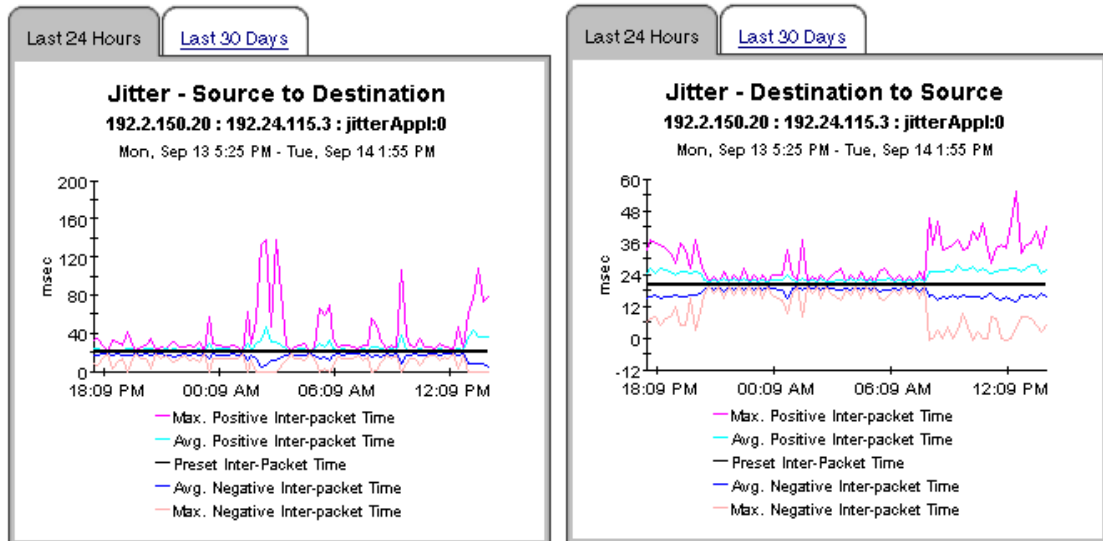 Last 24 Hours
Last 30 Days
Jitter - Source to Destination
192.2.150.20 : 192.24.115.3 : jitterAppl:0
Mon, Sep 13 5:25 PM - Tue, Sep 14 1:55 PM
200
160
120
80
40
0
msec
18:09 PM
00:09 AM
06:09 AM
12:09 PM
Max. Positive Inter-packet Time
Avg. Positive Inter-packet Time
Preset Inter-Packet Time
Avg. Negative Inter-packet Time
Max. Negative Inter-packet Time
Last 24 Hours
Last 30 Days
Jitter - Destination to Source
192.2.150.20 : 192.24.115.3 : jitterAppl:0
Mon, Sep 13 5:25 PM - Tue, Sep 14 1:55 PM
60
48
36
24
12
0
-12
msec
18:09 PM
00:09 AM
06:09 AM
12:09 PM
Max. Positive Inter-packet Time
Avg. Positive Inter-packet Time
Preset Inter-Packet Time
Avg. Negative Inter-packet Time
Max. Negative Inter-packet Time